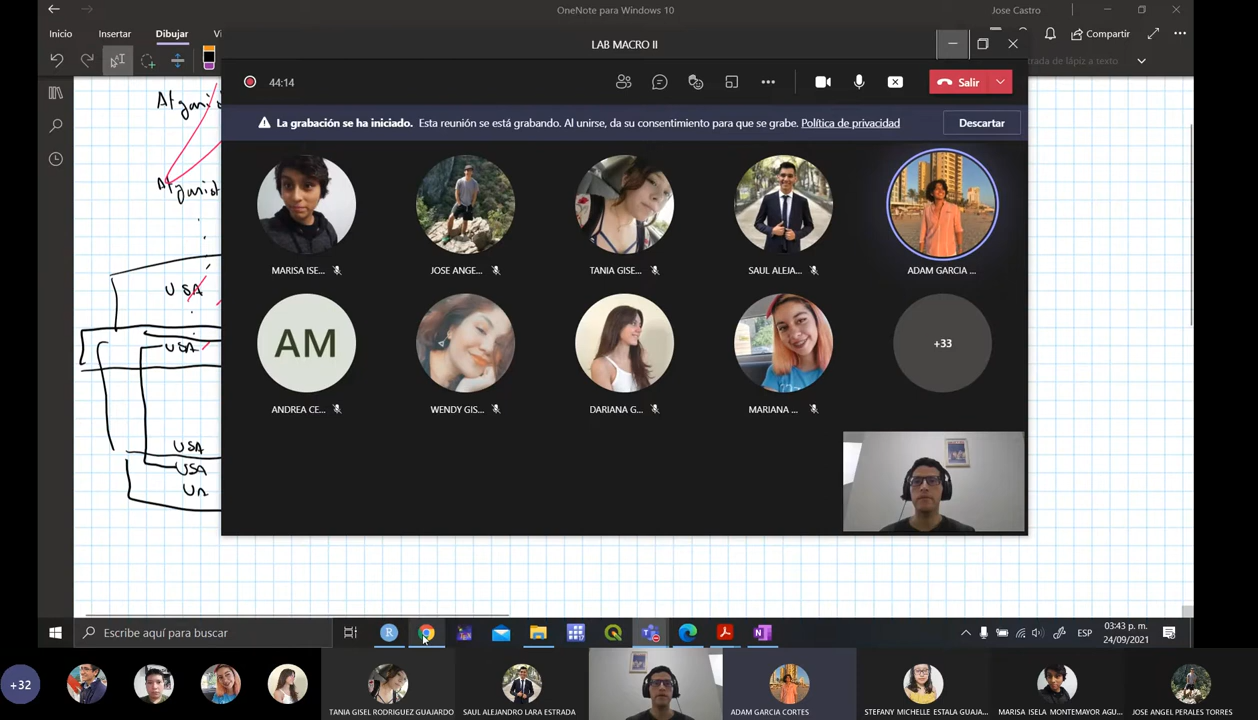 OneNote para Windows 10
Jose Castro
Inicio
Insertar
Dibujar
Compartir
LAB MACRO II
44:14
Salir
La grabación se ha iniciado. Esta reunión se está grabando. Al unirse, da su consentimiento para que se grabe. Política de privacidad
Descartar
MARISA ISE...
JOSE ANGE...
TANIA GISE...
SAUL ALEJA...
ADAM GARCIA ...
AM
+33
ANDREA CE...
WENDY GIS...
DARIANA G...
MARIANA ...
USA
USA
USA
USA
Escribe aquí para buscar
ESP
03:43 p. m.
24/09/2021
+32
TANIA GISEL RODRIGUEZ GUAJARDO
SAUL ALEJANDRO LARA ESTRADA
ADAM GARCIA CORTES
STEFANY MICHELLE ESTALA GUAJA...
MARISA ISELA MONTEMAYOR AGU...
JOSE ANGEL PERALES TORRES